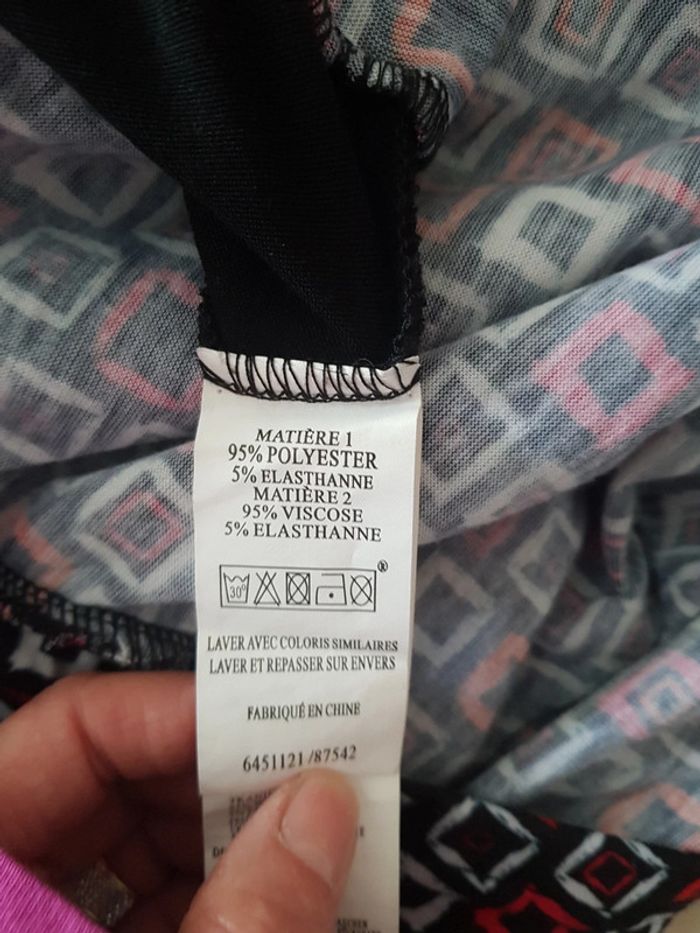 MATIÈRE 1
95% POLYESTER
5% ELASTHANNE
MATIÈRE 2
95% VISCOSE
5% ELASTHANNE
30°
®
LAVER AVEC COLORIS SIMILAIRES
LAVER ET REPASSER SUR ENVERS
FABRIQUÉ EN CHINE
6451121/87542